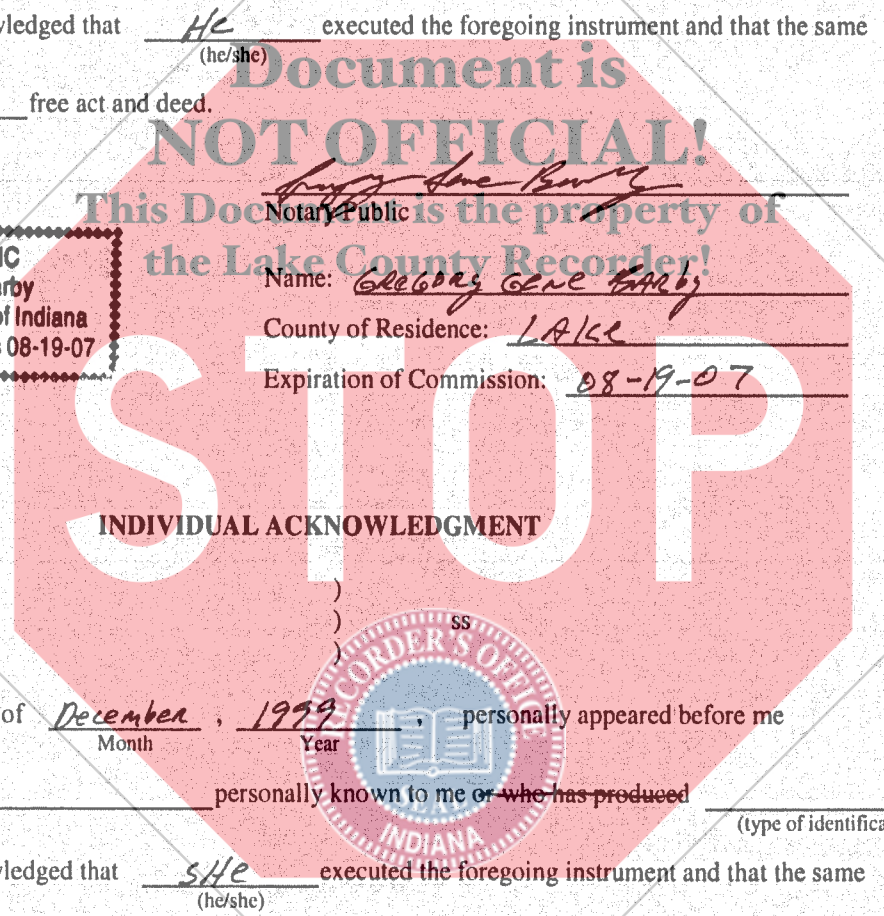 vledged that He executed the foregoing instrument and that the same
(he/she)
Document is
free act and deed.
NOT OFFICIAL!
This Document is the property of
Notary Public
the Lake County Recorder!
IC
arby
of Indiana
s 08-19-07
Name: GREGORY GENE BARby
County of Residence: LAKe
Expiration of Commission: 08-19-07
STOP
INDIVIDUAL ACKNOWLEDGMENT
)
) ss
)
RECORDER'S OFFICE
of December , 1999 , personally appeared before me
Month Year
personally known to me or who has produced
SEAL
(type of identifica
INDIANA
vledged that sHe executed the foregoing instrument and that the same
(he/she)